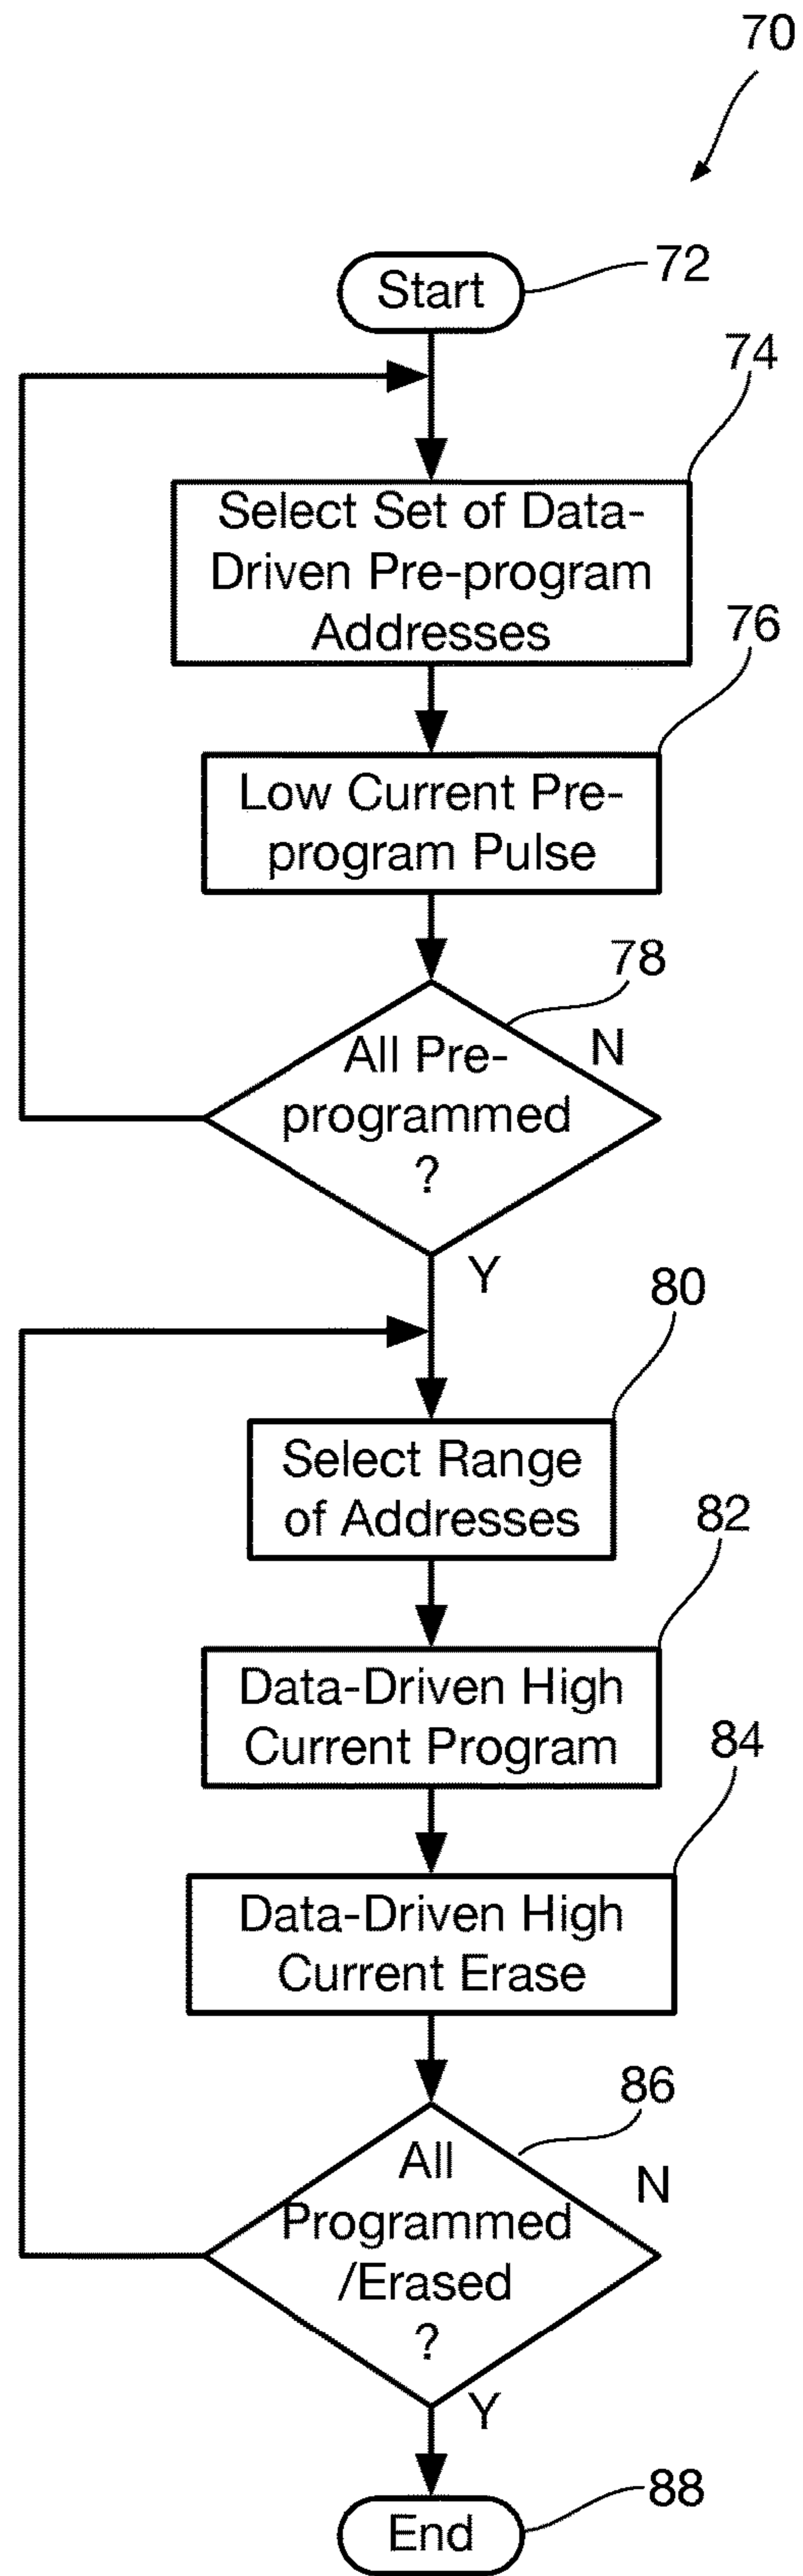 70
Start
72
74
Select Set of Data-
Driven Pre-program
Addresses
76
Low Current Pre-
program Pulse
78
All Pre-
programmed
?
N
Y
80
Select Range
of Addresses
82
Data-Driven High
Current Program
84
Data-Driven High
Current Erase
86
All
Programmed
/Erased
?
N
Y
End
88